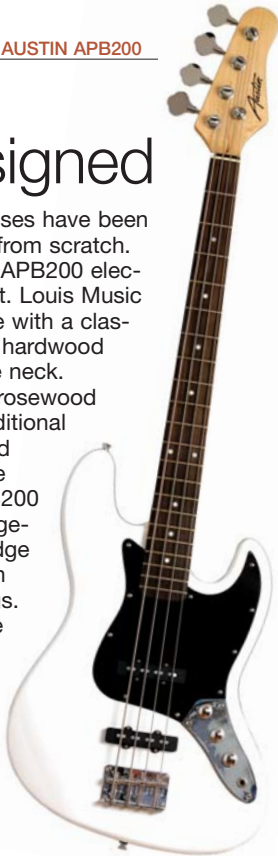 AUSTIN APB200
signed
ses have been
from scratch.
APB200 elec-
t. Louis Music
e with a clas-
hardwood
e neck.
rosewood
ditional
d
e
200
ge-
dge
n
s.
e
Austin